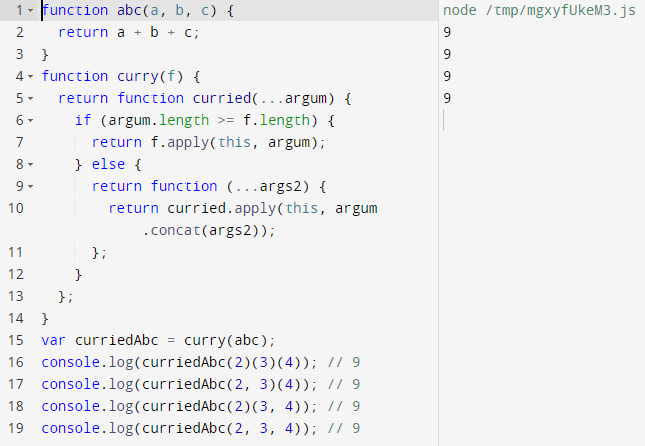 1 function abc(a, b, c) {
2 return a + b + c;
3 }
4 function curry(f) {
5 return function curried(...argum) {
6 if (argum.length >= f.length) {
7 return f.apply(this, argum);
8 } else {
9 return function (...args2) {
10 return curried.apply(this, argum
.concat(args2));
11 };
12 }
13 };
14 }
15 var curriedAbc = curry(abc);
16 console.log(curriedAbc(2)(3)(4)); // 9
17 console.log(curriedAbc(2, 3)(4)); // 9
18 console.log(curriedAbc(2)(3, 4)); // 9
19 console.log(curriedAbc(2, 3, 4)); // 9
node /tmp/mgxyfUkeM3.js
9
9
9
9